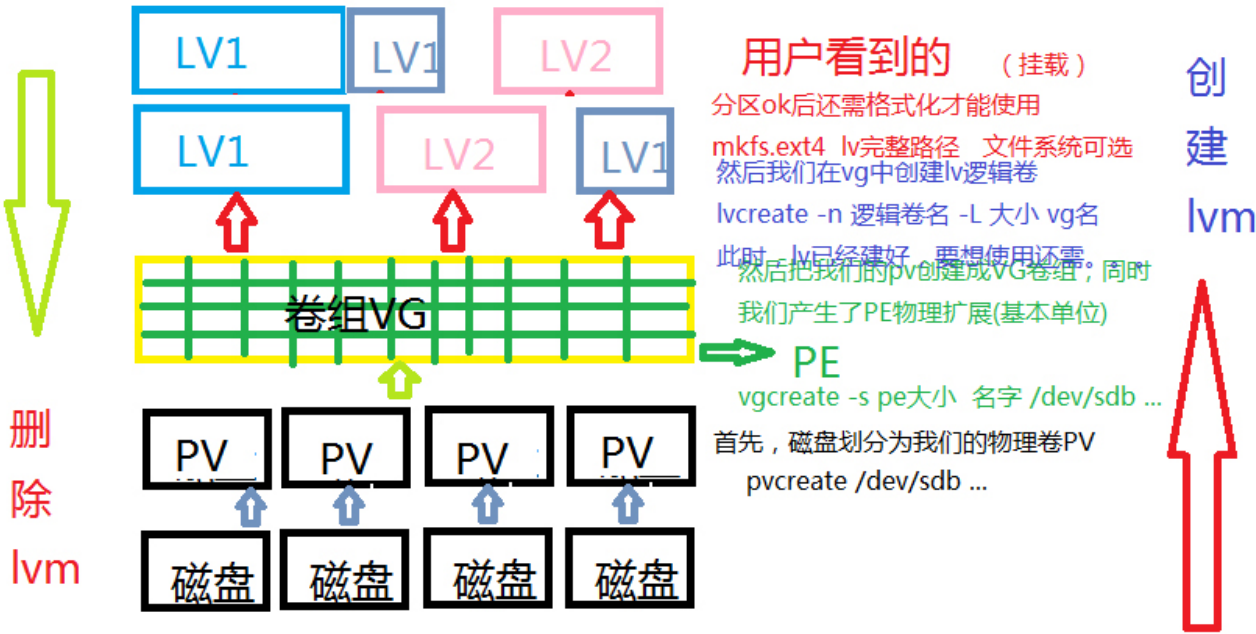 LV1
LV1
LV2
LV1
LV2
LV1
卷组VG
PV
PV
PV
PV
磁盘
磁盘
磁盘
磁盘
删
除
lvm
用户看到的 （挂载）
分区ok后还需格式化才能使用
mkfs.ext4 lv完整路径 文件系统可选
然后我们在vg中创建lv逻辑卷
lvcreate -n 逻辑卷名 -L 大小 vg名
此时，lv已经建好，要想使用还需。。。
然后把我们的pv创建成VG卷组，同时
我们产生了PE物理扩展(基本单位)
PE
vgcreate -s pe大小 名字 /dev/sdb ...
首先，磁盘划分为我们的物理卷PV
pvcreate /dev/sdb ...
创
建
lvm